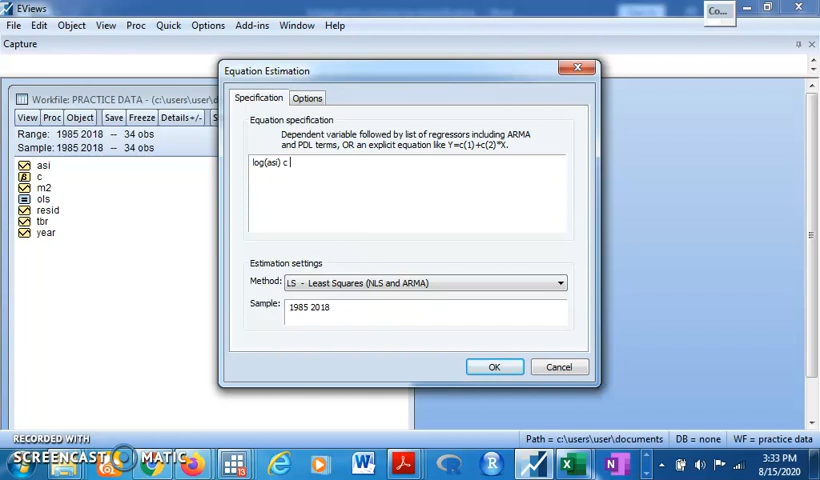 EViews
Co...
File Edit Object View Proc Quick Options Add-ins Window Help
Capture
Equation Estimation
Specification Options
Workfile: PRACTICE DATA - (c:\users\user\d
View Proc Object Save Freeze Details+/-
Range: 1985 2018 -- 34 obs
Sample: 1985 2018 -- 34 obs
asi
c
m2
ols
resid
tbr
year
Equation specification
Dependent variable followed by list of regressors including ARMA
and PDL terms, OR an explicit equation like Y=c(1)+c(2)*X.
log(asi) c
Estimation settings
Method: LS - Least Squares (NLS and ARMA)
Sample: 1985 2018
OK Cancel
Path = c:\users\user\documents DB = none WF = practice data
RECORDED WITH
SCREENCAST MATIC
3:33 PM
8/15/2020